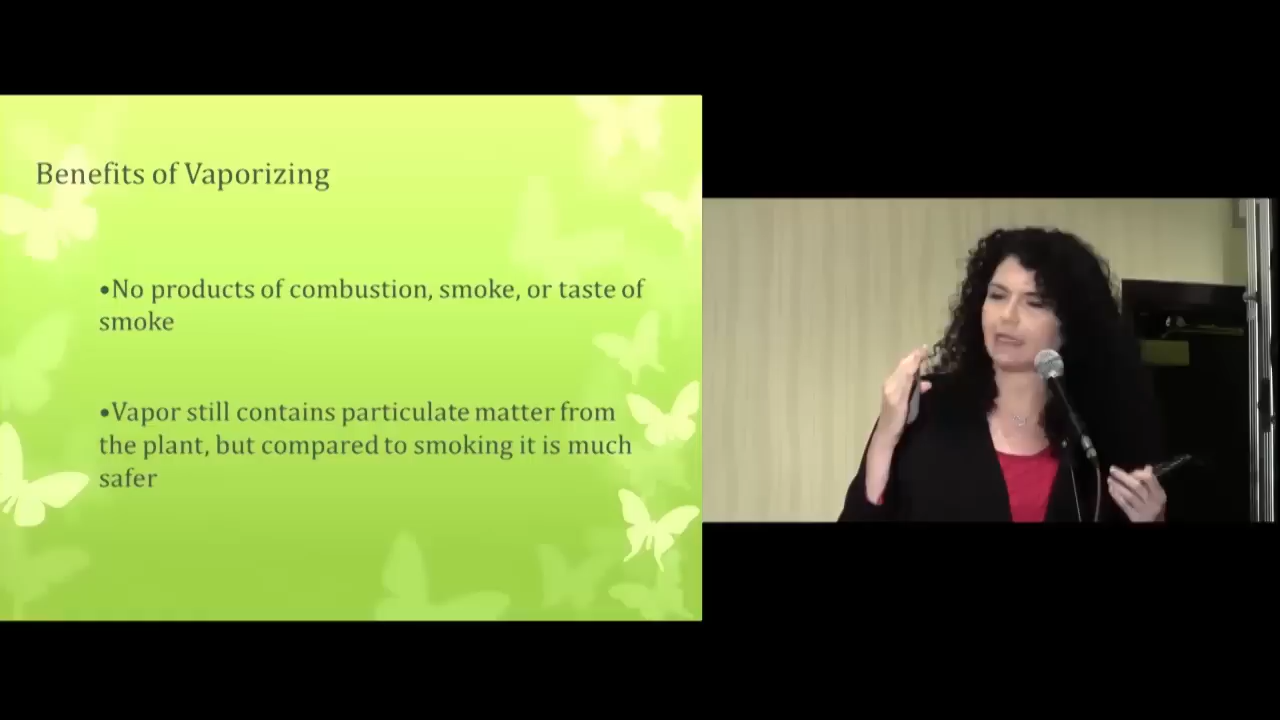 Benefits of Vaporizing
•No products of combustion, smoke, or taste of
smoke
•Vapor still contains particulate matter from
the plant, but compared to smoking it is much
safer